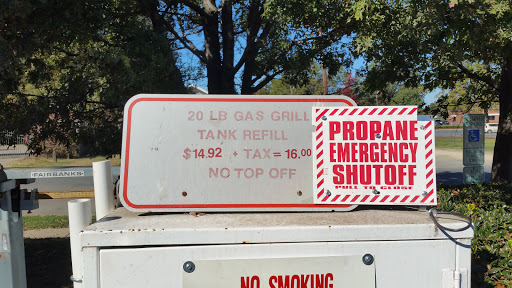 20 LB GAS GRILL
TANK REFILL
$14.92 + TAX = 16.00
NO TOP OFF
PROPANE
EMERGENCY
SHUTOFF
PULL TO CLOSE
FAIRBANKS
NO SMOKING